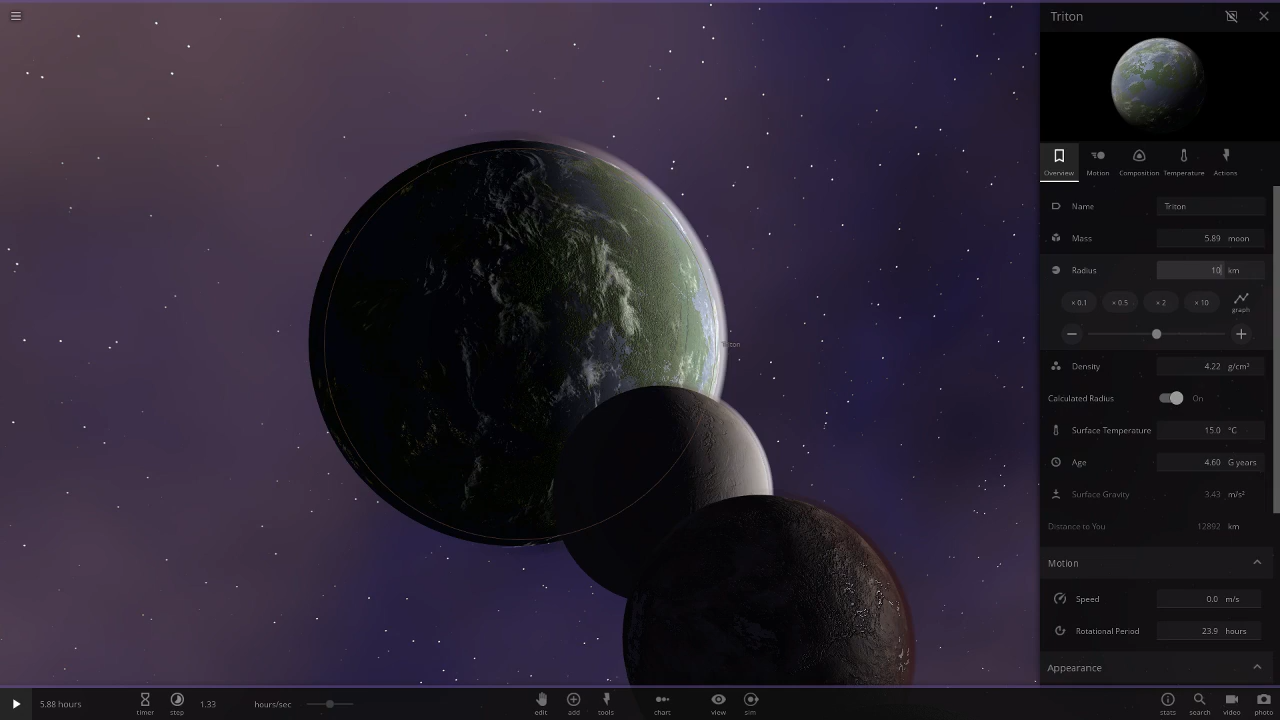 Triton
Overview Motion Composition Temperature Actions
Name Triton
Mass 5.89 moon
Radius 10 km
× 0.1 × 0.5 × 2 × 10 graph
Triton
Density 4.22 g/cm³
Calculated Radius On
Surface Temperature 15.0 °C
Age 4.60 G years
Surface Gravity 3.43 m/s²
Distance to You 12892 km
Motion
Speed 0.0 m/s
Rotational Period 23.9 hours
Appearance
5.88 hours timer step 1.33 hours/sec edit add tools chart view sim stats search video photo